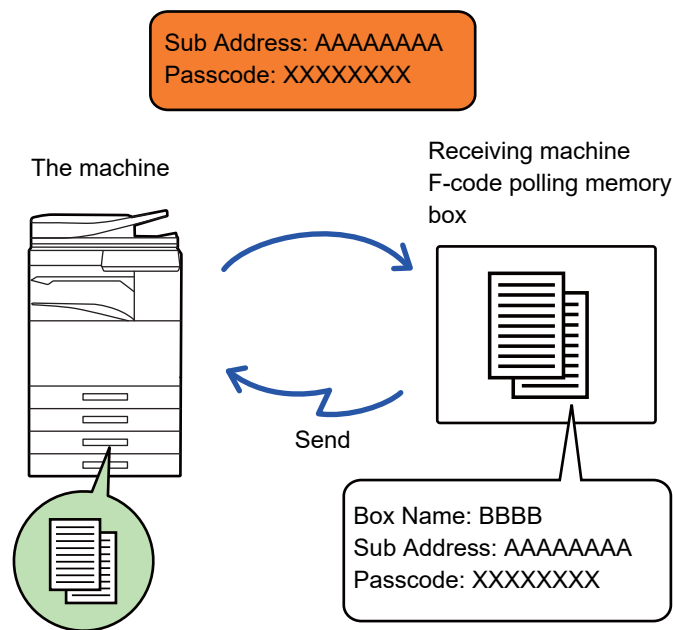 Sub Address: AAAAAAAA
Passcode: XXXXXXXX
The machine
Receiving machine
F-code polling memory
box
Send
Box Name: BBBB
Sub Address: AAAAAAAA
Passcode: XXXXXXXX